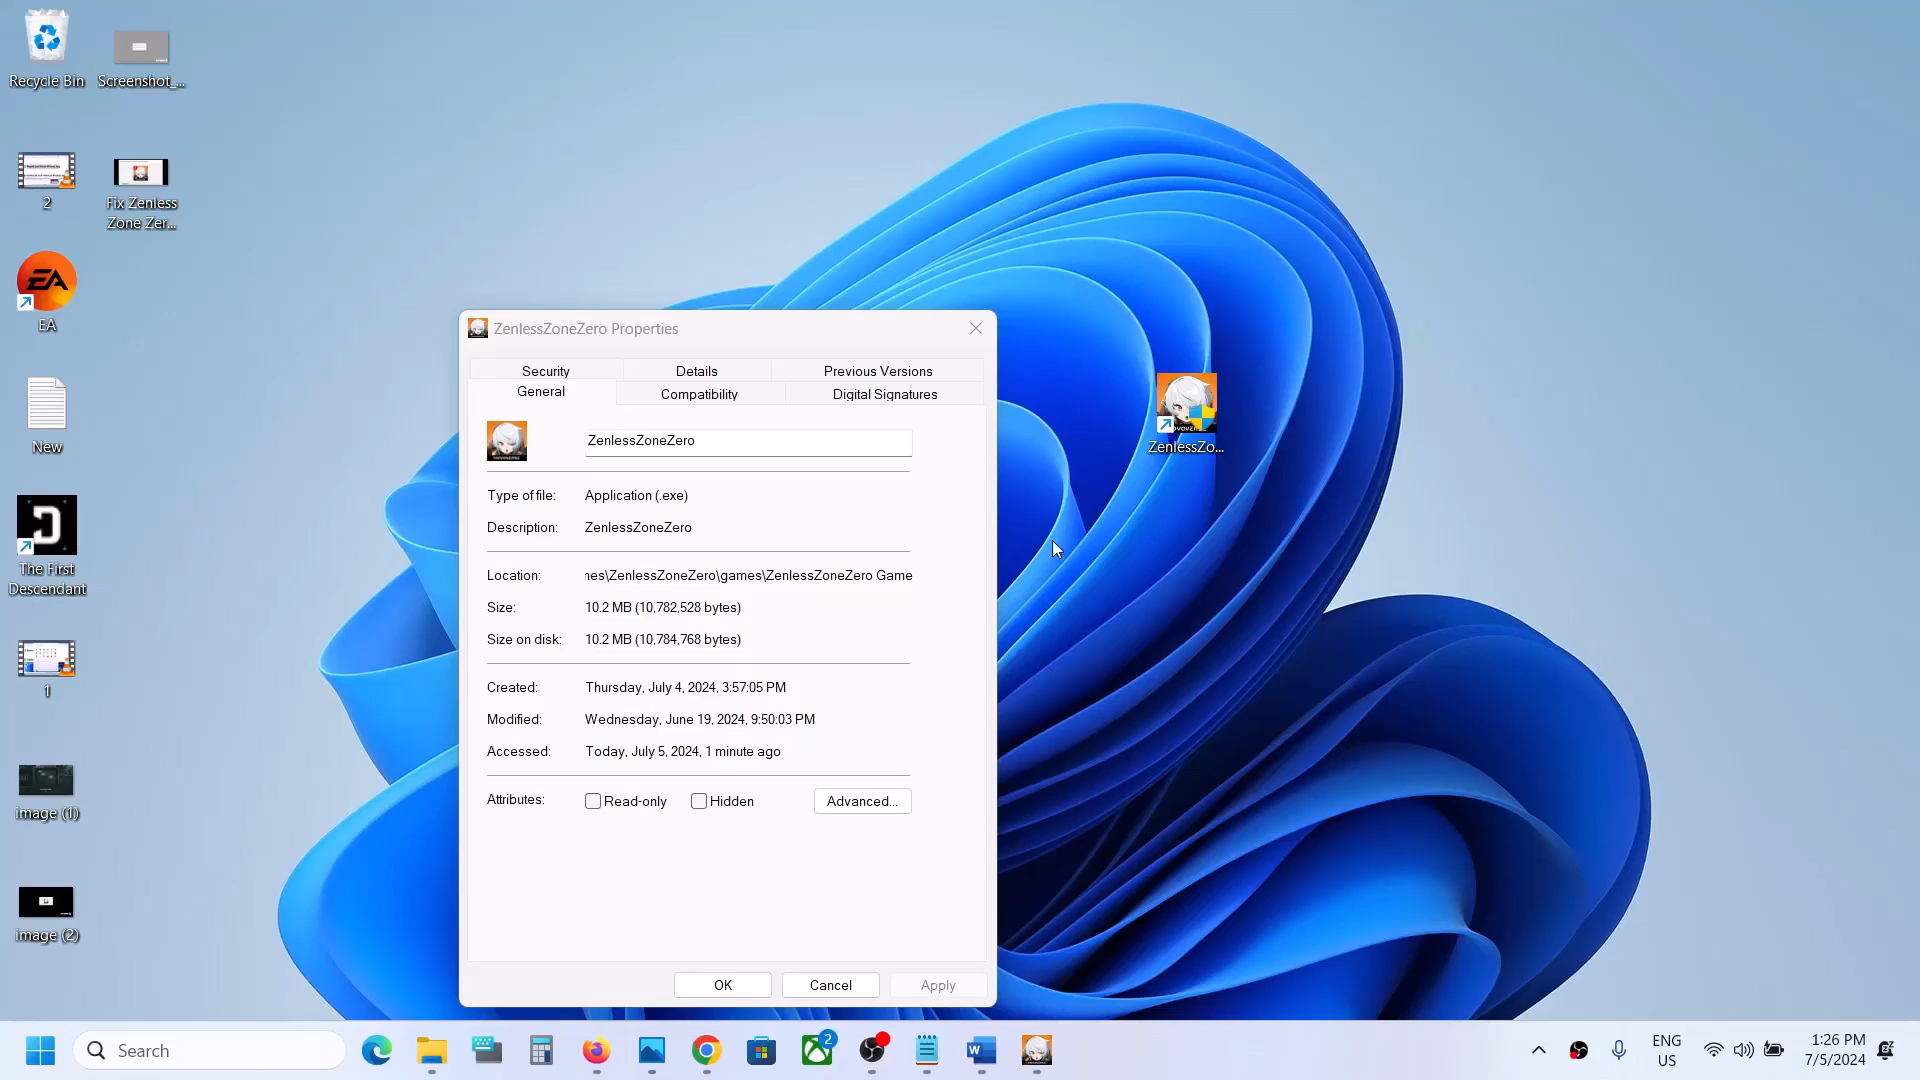 Recycle Bin
Screenshot_...
2
Fix Zenless
Zone Zer...
EA
EA
New
The First
Descendant
1
image (1)
image (2)
ZenlessZo...
ZenlessZoneZero Properties
Security
Details
Previous Versions
General
Compatibility
Digital Signatures
ZenlessZoneZero
Type of file:
Application (.exe)
Description:
ZenlessZoneZero
Location:
nes\ZenlessZoneZero\games\ZenlessZoneZero Game
Size:
10.2 MB (10,782,528 bytes)
Size on disk:
10.2 MB (10,784,768 bytes)
Created:
Thursday, July 4, 2024, 3:57:05 PM
Modified:
Wednesday, June 19, 2024, 9:50:03 PM
Accessed:
Today, July 5, 2024, 1 minute ago
Attributes:
Read-only
Hidden
Advanced...
OK
Cancel
Apply
Search
2
ENG
US
1:26 PM
7/5/2024